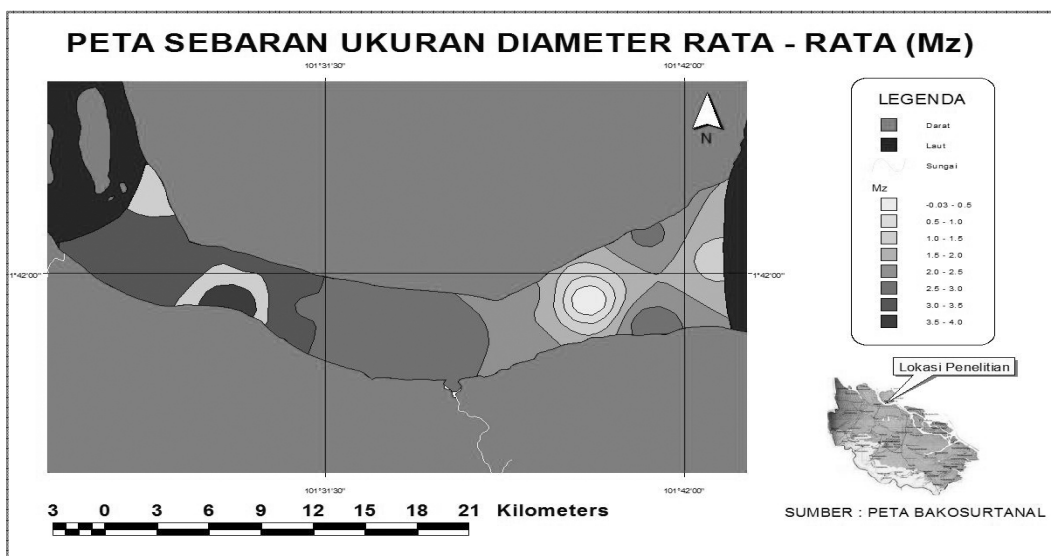 PETA SEBARAN UKURAN DIAMETER RATA - RATA (Mz)
101°31'30"
101°42'00"
N
1°42'00"
1°42'00"
101°31'30"
101°42'00"
LEGENDA
Darat
Laut
Sungai
Mz
-0.03 - 0.5
0.5 - 1.0
1.0 - 1.5
1.5 - 2.0
2.0 - 2.5
2.5 - 3.0
3.0 - 3.5
3.5 - 4.0
Lokasi Penelitian
3 0 3 6 9 12 15 18 21 Kilometers
SUMBER : PETA BAKOSURTANAL